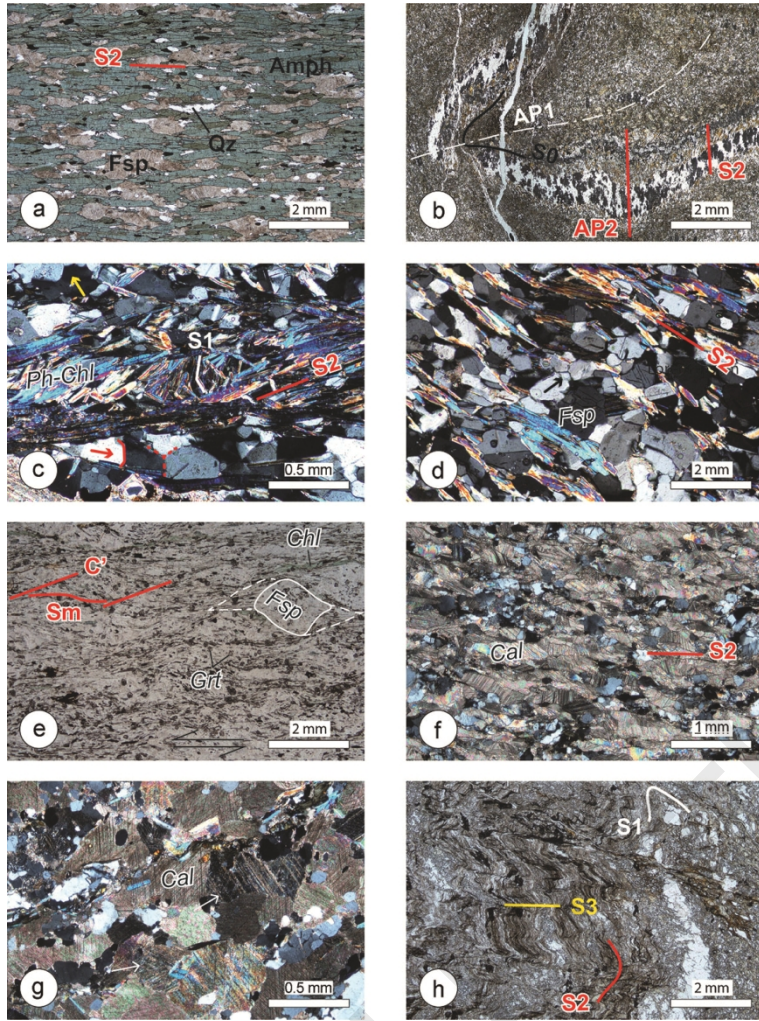 S2
Amph
Qz
Fsp
a
2 mm
AP1
S0
S2
AP2
b
2 mm
S1
S2
Ph-Chl
c
0.5 mm
S2
Fsp
d
2 mm
Chl
C'
Sm
Fsp
Grt
e
2 mm
Cal
S2
f
1 mm
Cal
g
0.5 mm
S1
S3
S2
h
2 mm